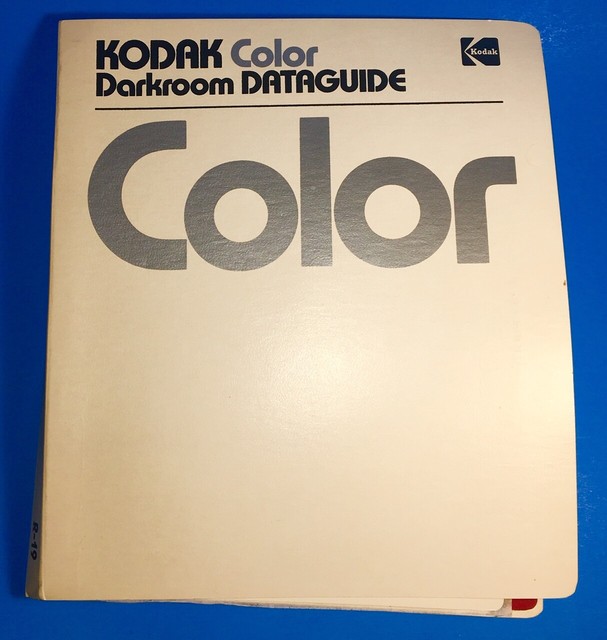 KODAK Color
Darkroom DATAGUIDE
Kodak
Color
R-19